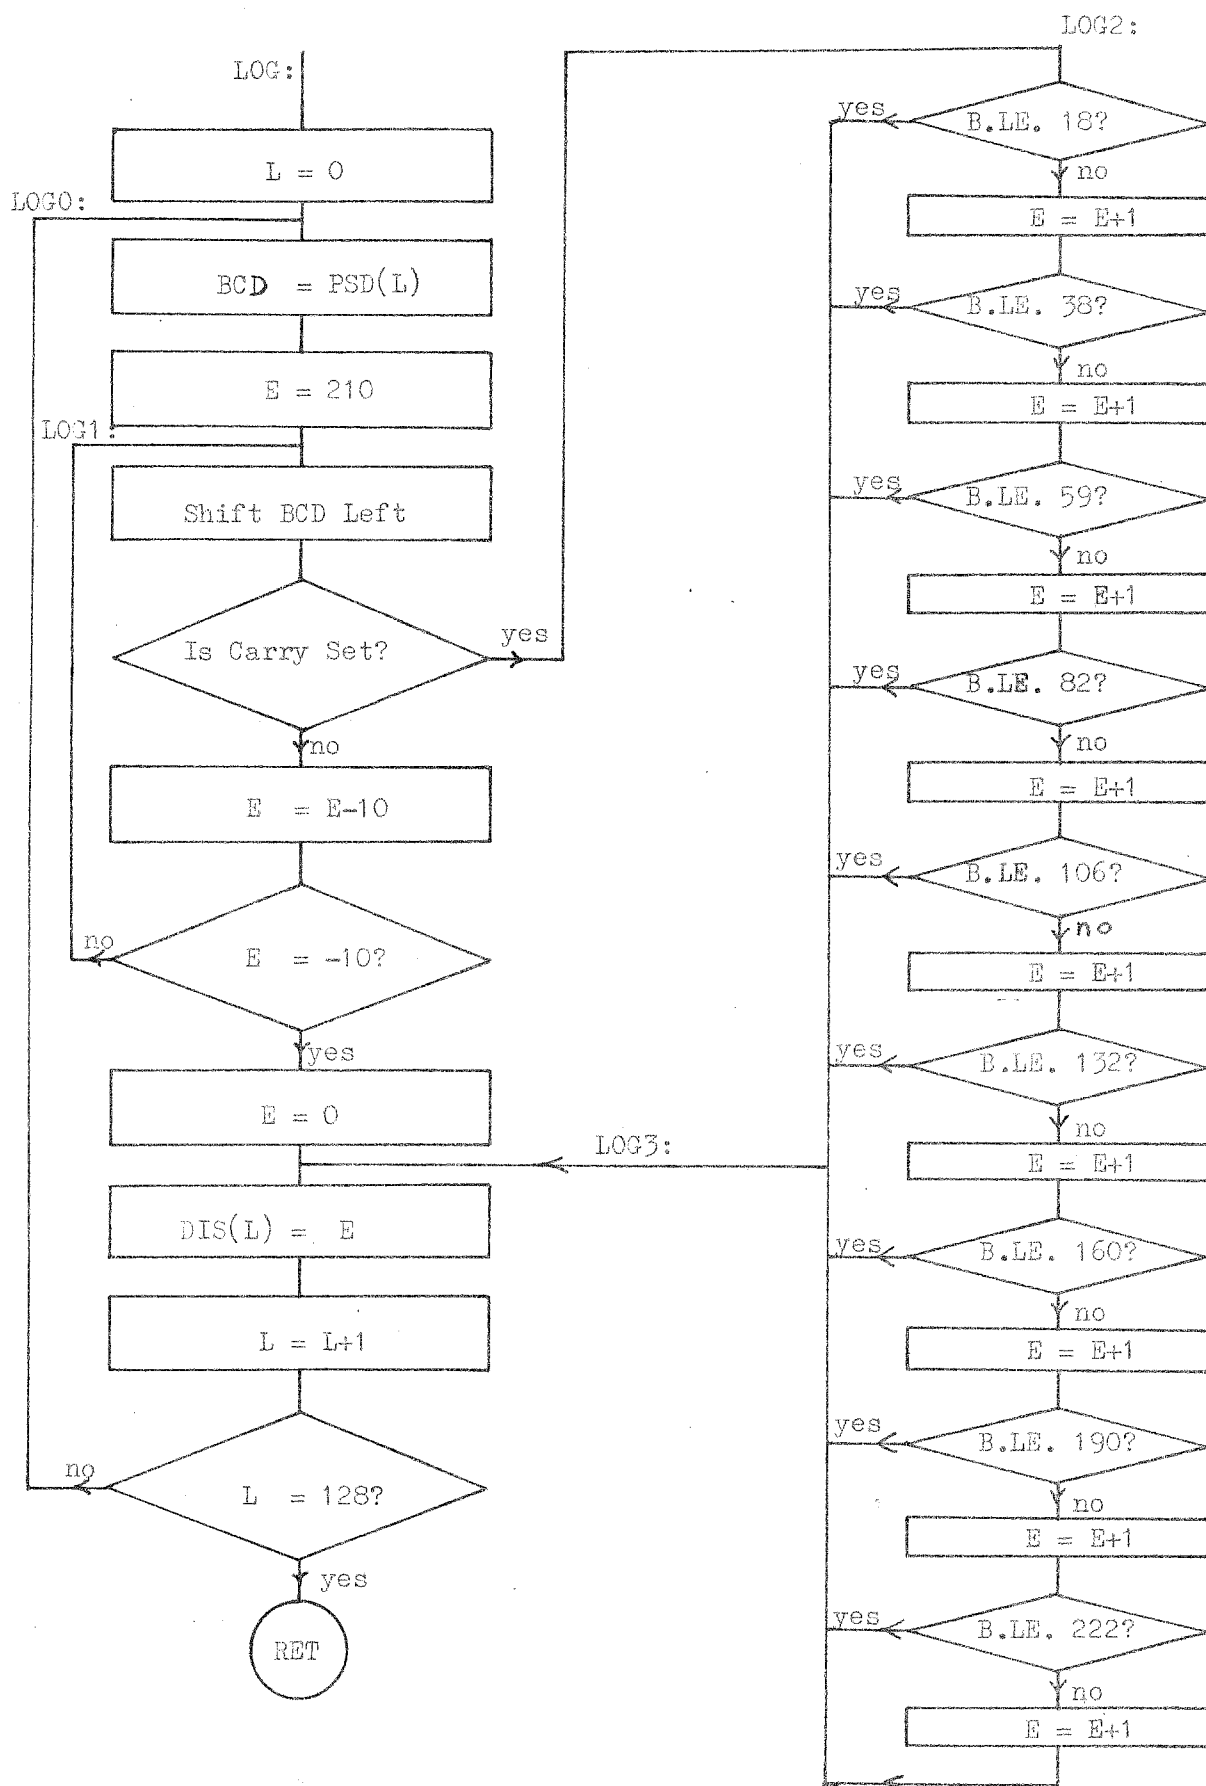 LOG:
L = 0
LOG0:
BCD = PSD(L)
E = 210
LOG1:
Shift BCD Left
Is Carry Set?
yes
no
E = E-10
E = -10?
no
yes
E = 0
LOG3:
DIS(L) = E
L = L+1
L = 128?
no
yes
RET
LOG2:
B.LE. 18?
yes
no
E = E+1
B.LE. 38?
yes
no
E = E+1
B.LE. 59?
yes
no
E = E+1
B.LE. 82?
yes
no
E = E+1
B.LE. 106?
yes
no
E = E+1
B.LE. 132?
yes
no
E = E+1
B.LE. 160?
yes
no
E = E+1
B.LE. 190?
yes
no
E = E+1
B.LE. 222?
yes
no
E = E+1